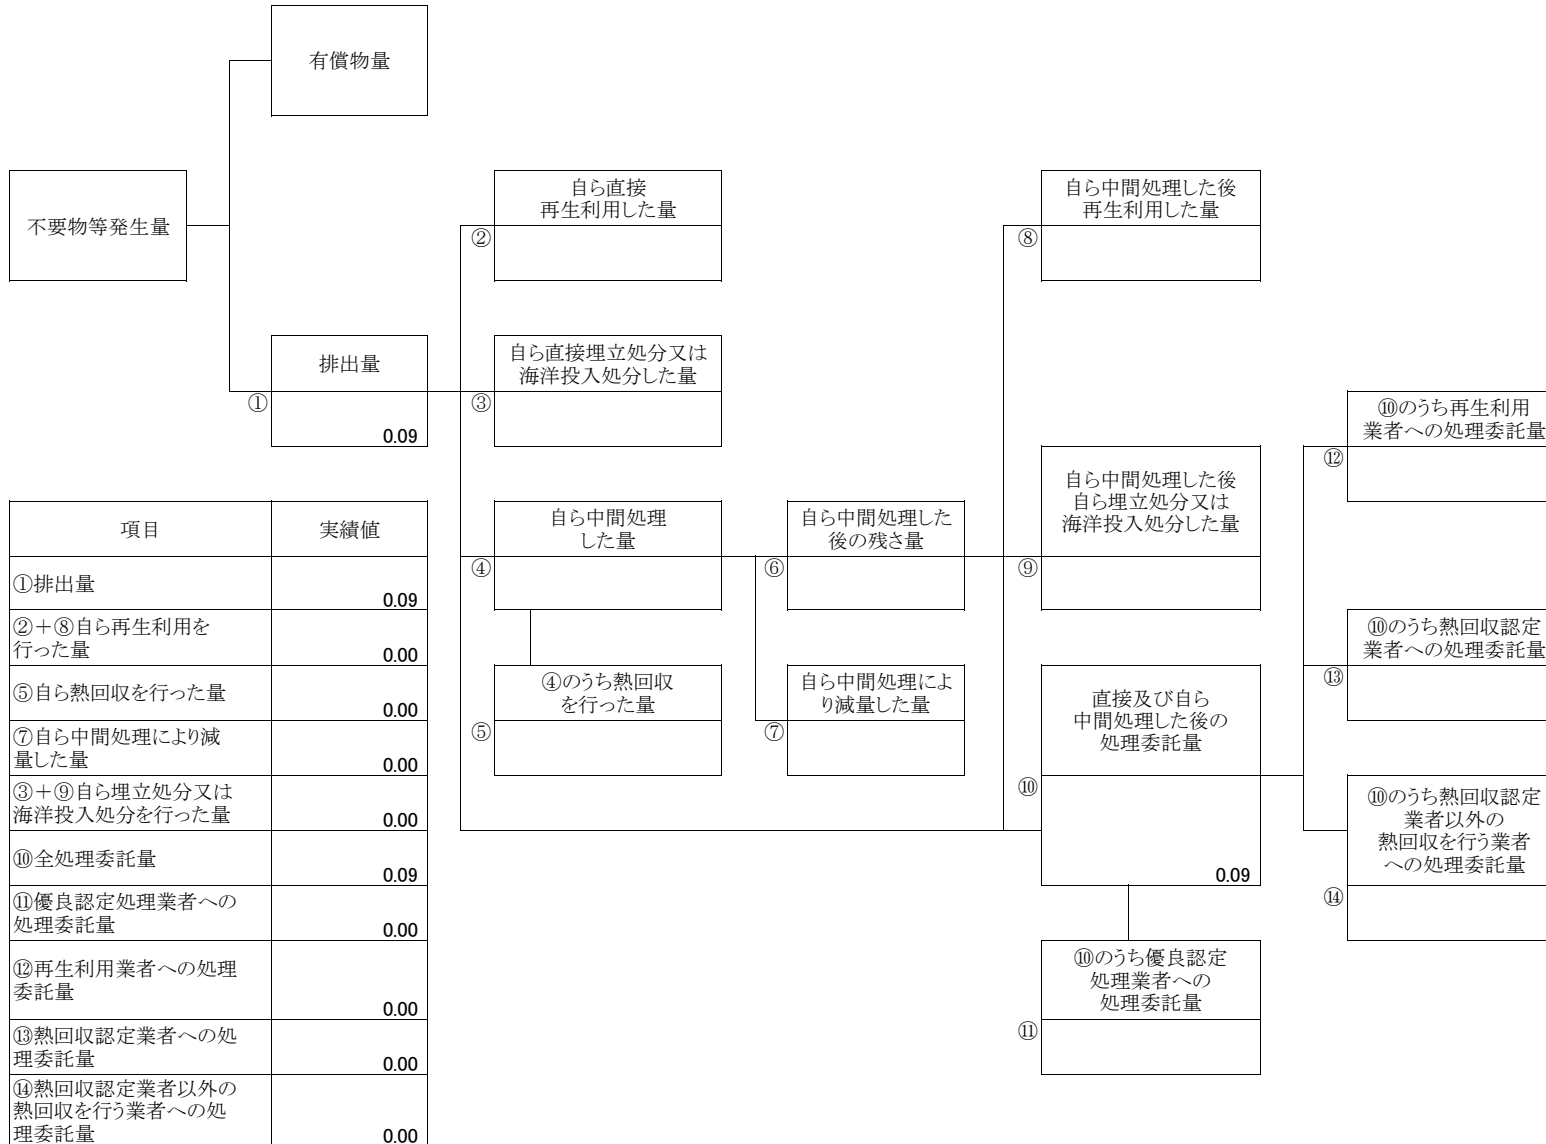 有償物量
不要物等発生量
自ら直接
再生利用した量
②
自ら中間処理した後
再生利用した量
⑧
排出量
①
0.09
自ら直接埋立処分又は
海洋投入処分した量
③
⑩のうち再生利用
業者への処理委託量
⑫
自ら中間処理した後
自ら埋立処分又は
海洋投入処分した量
⑨
自ら中間処理
した量
④
自ら中間処理した
後の残さ量
⑥
④のうち熱回収
を行った量
⑤
自ら中間処理によ
り減量した量
⑦
直接及び自ら
中間処理した後の
処理委託量
⑩
0.09
⑩のうち熱回収認定
業者への処理委託量
⑬
⑩のうち熱回収認定
業者以外の
熱回収を行う業者
への処理委託量
⑭
⑩のうち優良認定
処理業者への
処理委託量
⑪
項目 実績値
①排出量 0.09
②+⑧自ら再生利用を
行った量 0.00
⑤自ら熱回収を行った量 0.00
⑦自ら中間処理により減
量した量 0.00
③+⑨自ら埋立処分又は
海洋投入処分を行った量 0.00
⑩全処理委託量 0.09
⑪優良認定処理業者への
処理委託量 0.00
⑫再生利用業者への処理
委託量 0.00
⑬熱回収認定業者への処
理委託量 0.00
⑭熱回収認定業者以外の
熱回収を行う業者への処
理委託量 0.00